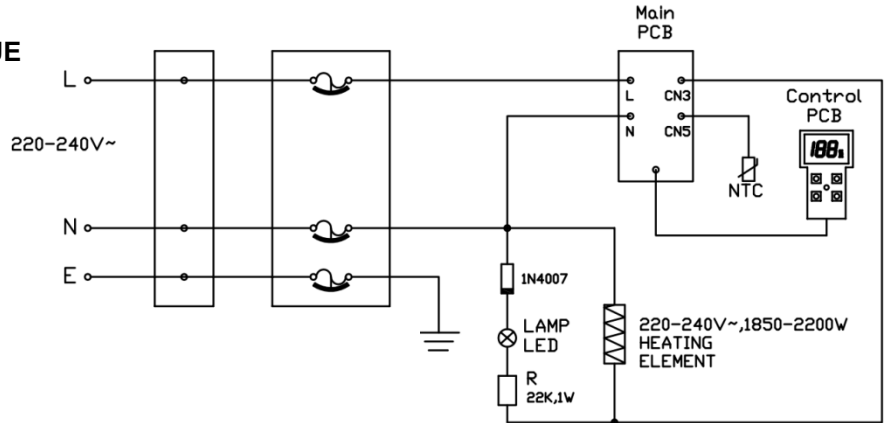 Main
PCB
UE
L
220-240V~
N
E
L
CN3
N
CN5
NTC
Control
PCB
188
1N4007
LAMP
LED
R
22K,1W
220-240V~,1850-2200W
HEATING
ELEMENT